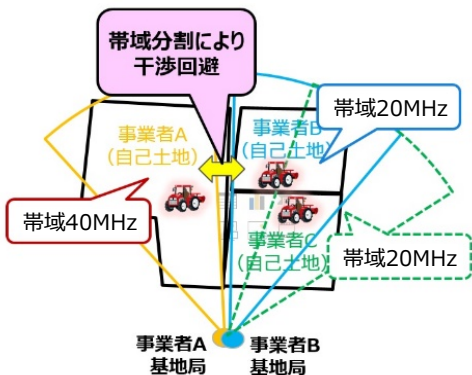 帯域分割により
干渉回避
事業者A
（自己土地）
事業者B
（自己土地）
帯域20MHz
帯域40MHz
事業者C
（自己土地）
帯域20MHz
事業者A
基地局
事業者B
基地局